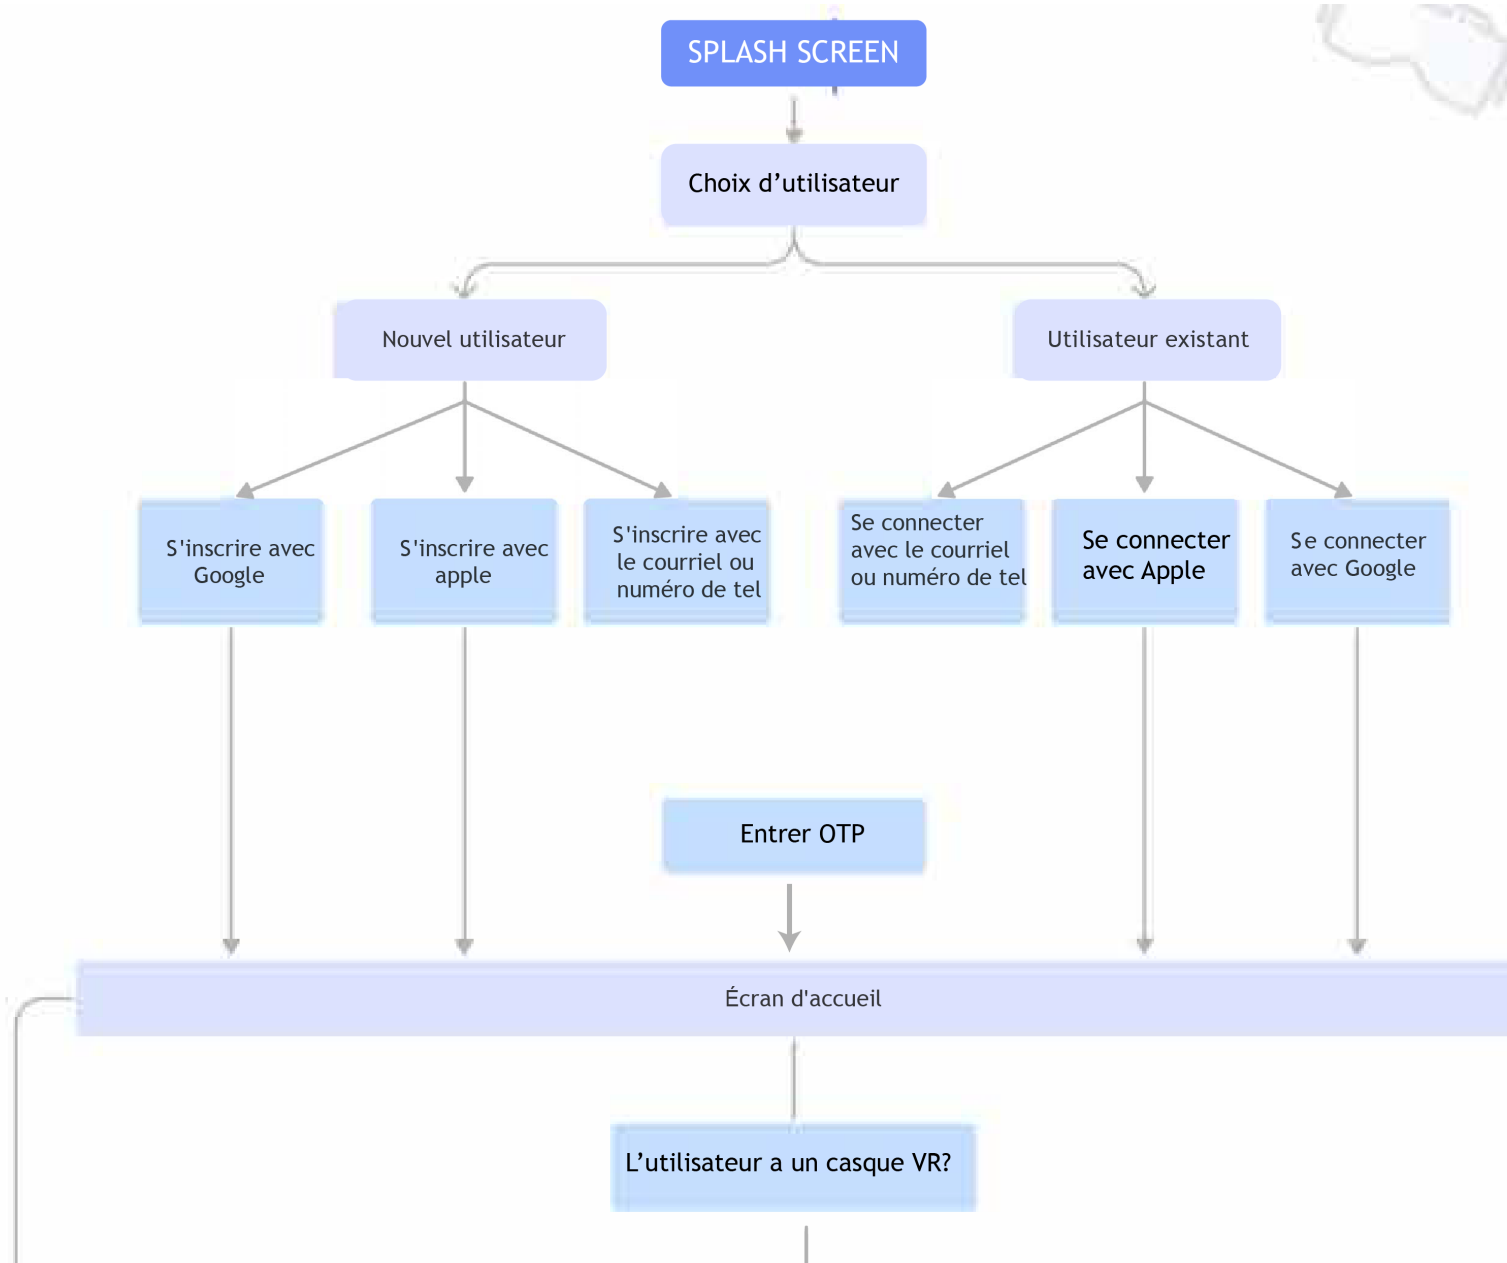 SPLASH SCREEN
Choix d’utilisateur
Nouvel utilisateur
Utilisateur existant
S'inscrire avec
Google
S'inscrire avec
apple
S'inscrire avec
le courriel ou
numéro de tel
Se connecter
avec le courriel
ou numéro de tel
Se connecter
avec Apple
Se connecter
avec Google
Entrer OTP
Écran d'accueil
L’utilisateur a un casque VR?